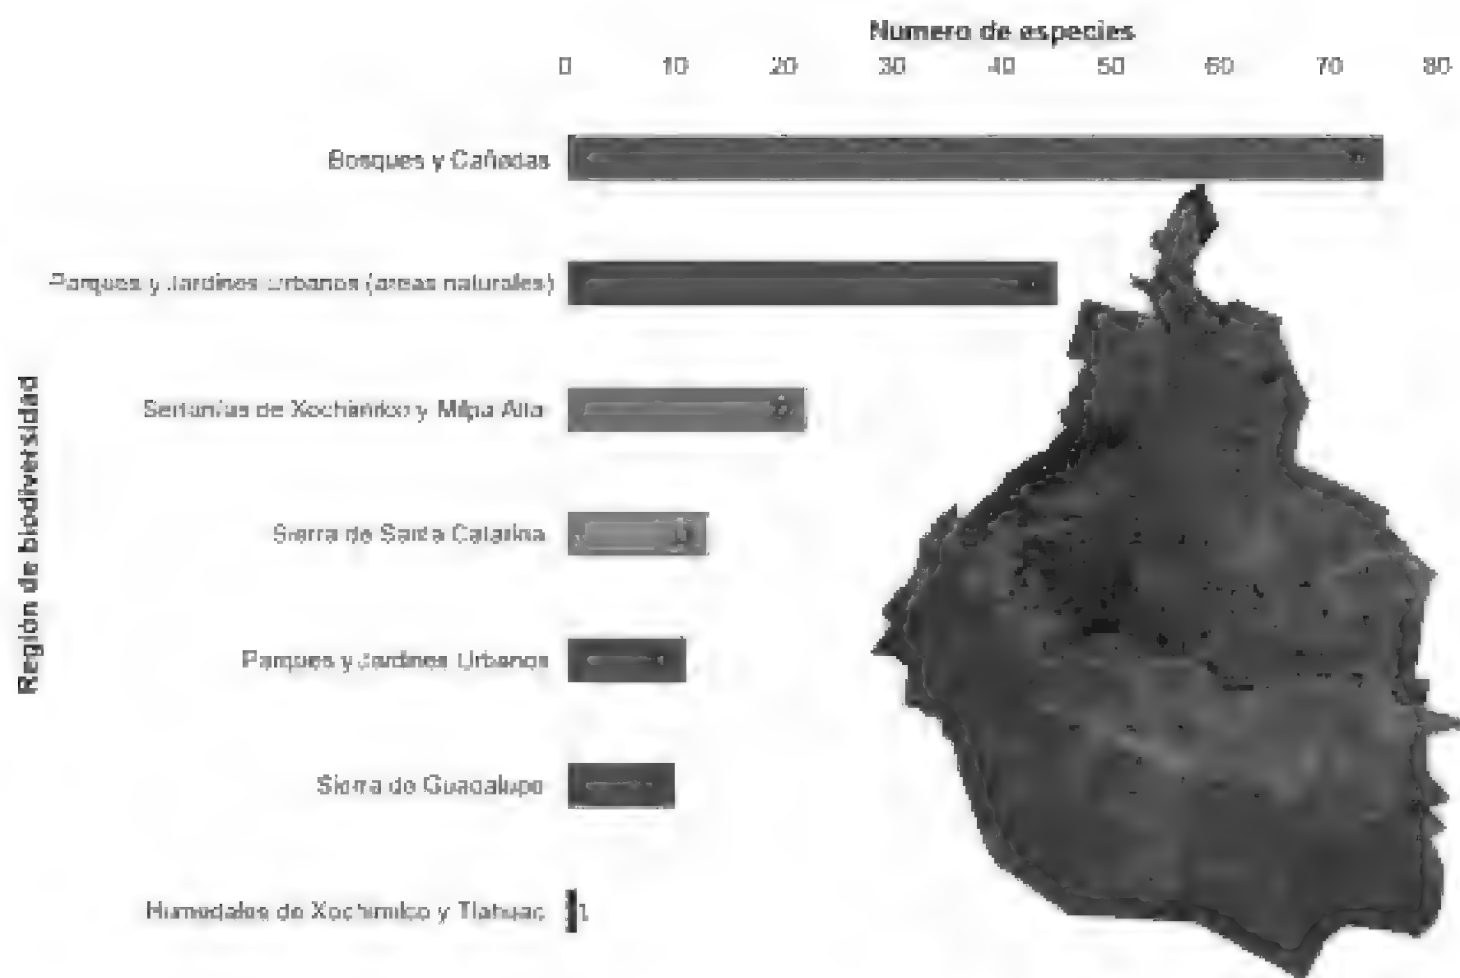 Numero de especies
0 10 20 30 40 50 60 70 80
Bosques y Cañadas
Parques y Jardines Urbanos (areas naturales)
Serranías de Xochimilco y Milpa Alta
Sierra de Santa Catarina
Parques y Jardines Urbanos
Sierra de Guadalupe
Humedales de Xochimilco y Tlahuac
1
Región de biodiversidad